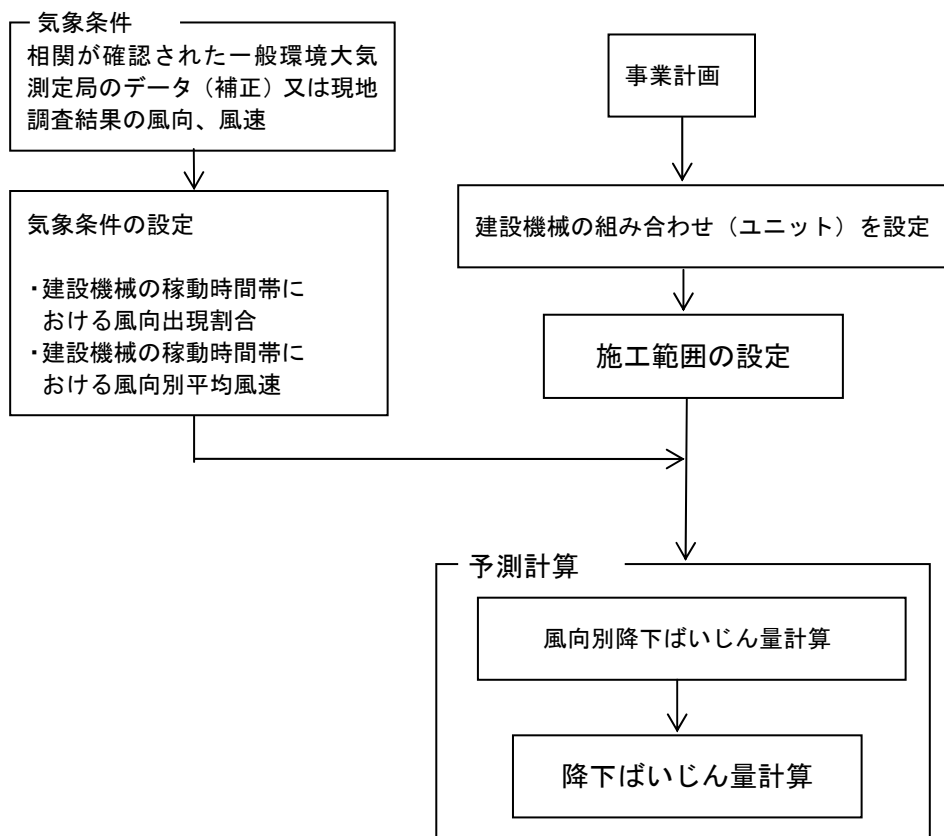 気象条件
相関が確認された一般環境大気
測定局のデータ（補正）又は現地
調査結果の風向、風速
気象条件の設定
・建設機械の稼動時間帯に
おける風向出現割合
・建設機械の稼動時間帯に
おける風向別平均風速
事業計画
建設機械の組み合わせ（ユニット）を設定
施工範囲の設定
予測計算
風向別降下ばいじん量計算
降下ばいじん量計算